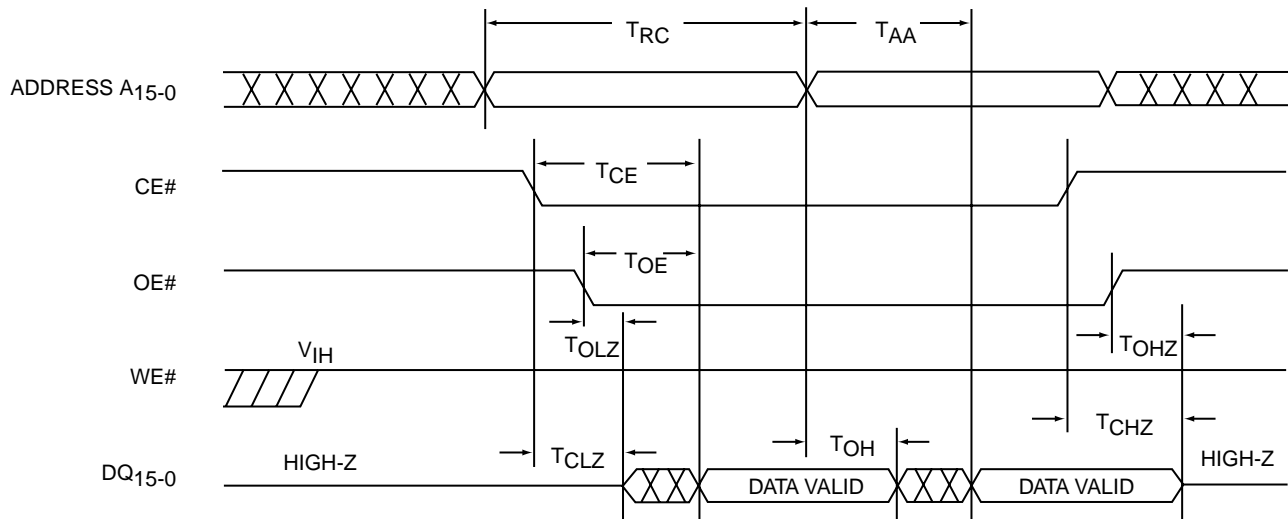 TRC TAA
ADDRESS A15-0
TCE
CE#
TOE
OE#
TOLZ TOHZ
VIH
WE#
TCHZ
TCLZ TOH
HIGH-Z HIGH-Z
DQ15-0 DATA VALID DATA VALID